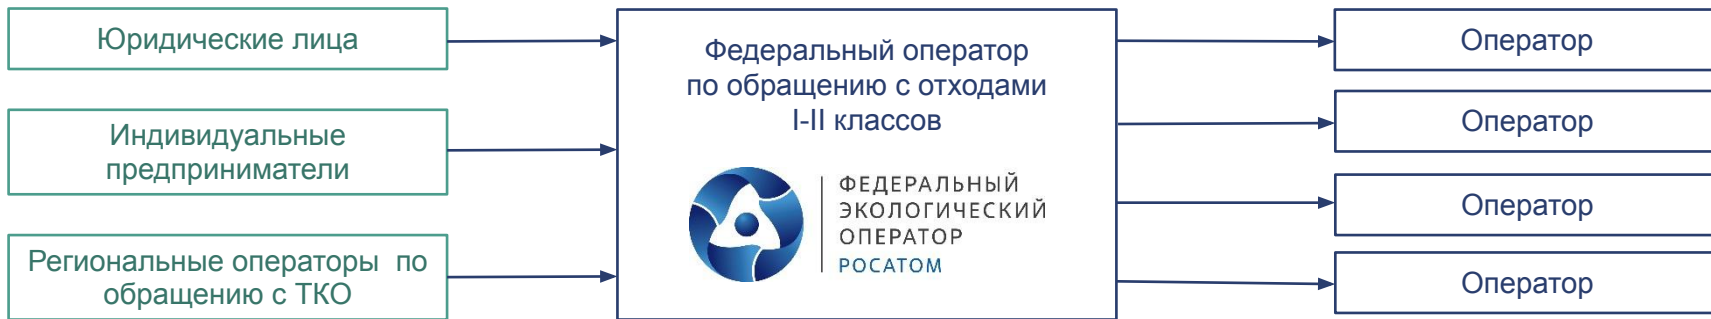 Юридические лица
Индивидуальные
предприниматели
Региональные операторы по
обращению с ТКО
Федеральный оператор
по обращению с отходами
I-II классов
ФЕДЕРАЛЬНЫЙ
ЭКОЛОГИЧЕСКИЙ
ОПЕРАТОР
РОСАТОМ
Оператор
Оператор
Оператор
Оператор